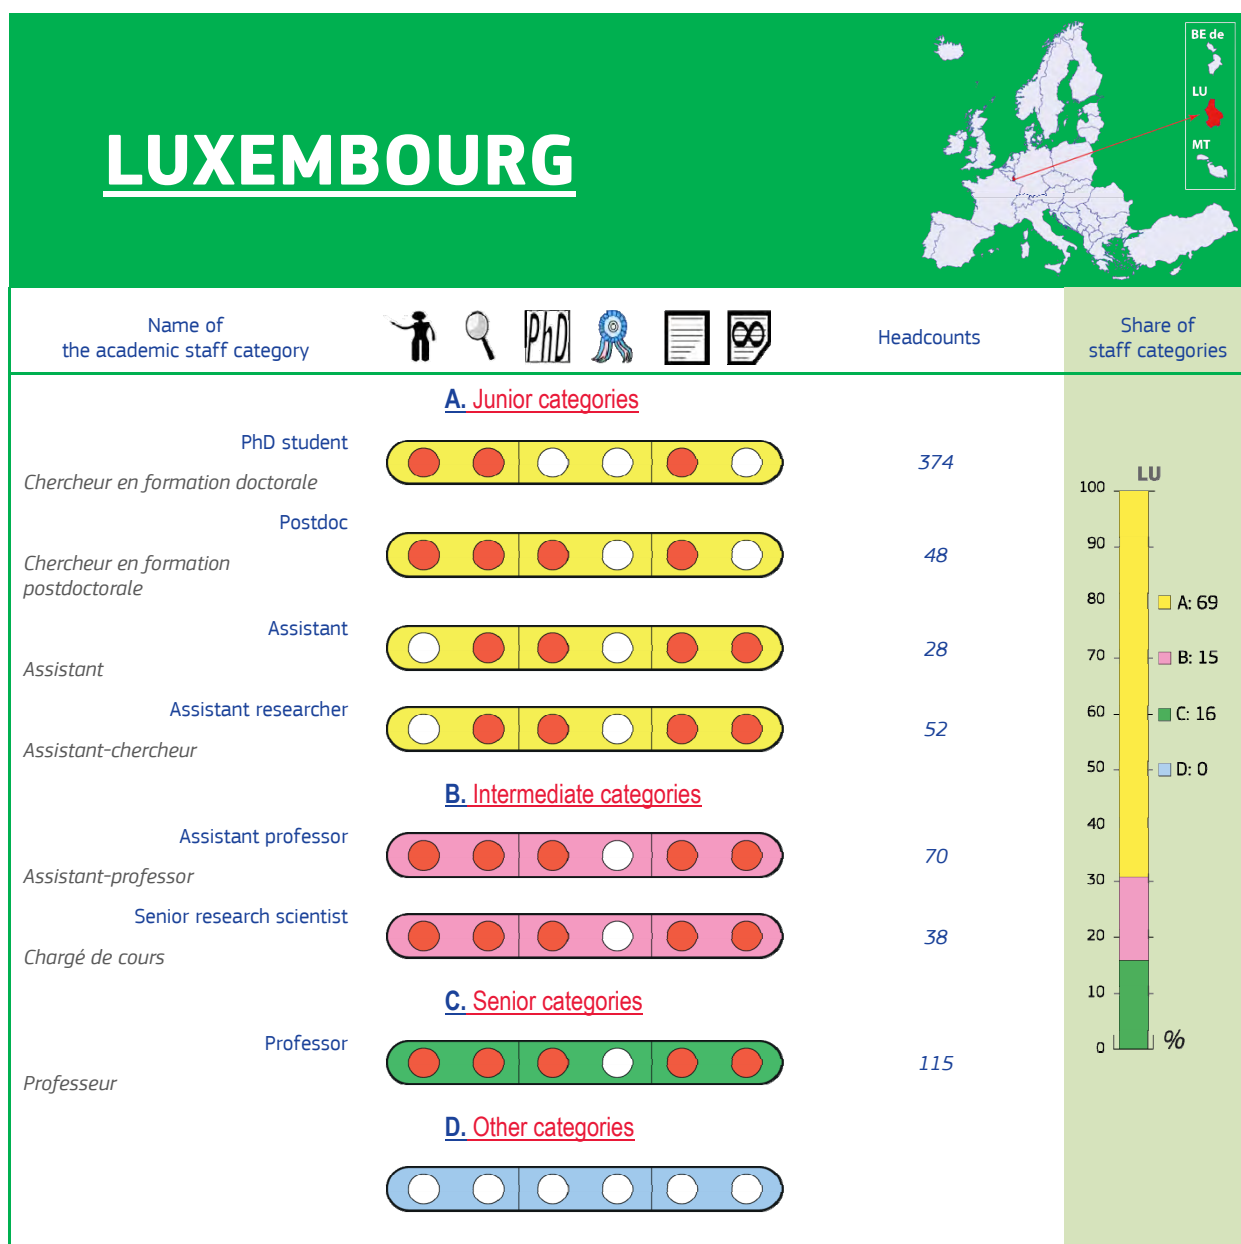 BE de
LU
MT
LUXEMBOURG
Name of
the academic staff category
PhD
Headcounts
Share of
staff categories
A. Junior categories
PhD student
Chercheur en formation doctorale
374
Postdoc
Chercheur en formation
postdoctorale
48
Assistant
Assistant
28
Assistant researcher
Assistant-chercheur
52
B. Intermediate categories
Assistant professor
Assistant-professor
70
Senior research scientist
Chargé de cours
38
C. Senior categories
Professor
Professeur
115
D. Other categories
LU
100
90
80
70
60
50
40
30
20
10
0
%
A: 69
B: 15
C: 16
D: 0